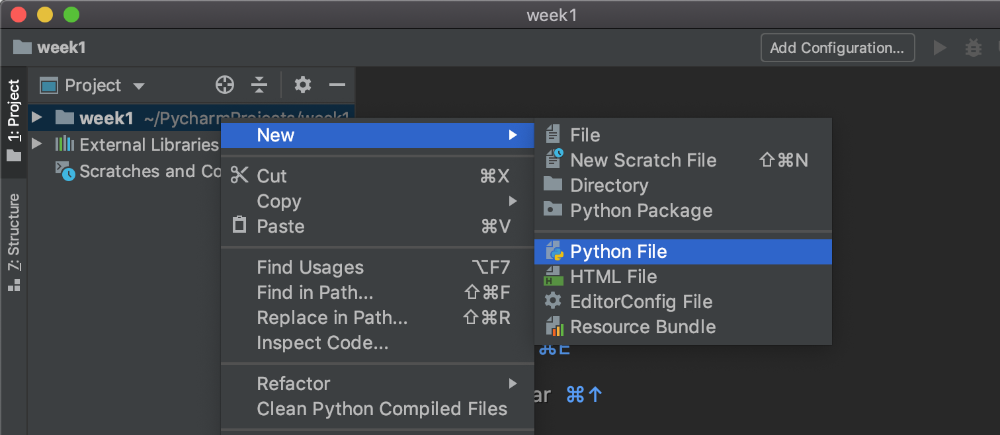 week1
week1
Add Configuration...
1: Project
Project
week1 ~/PycharmProjects/week1
External Libraries
Scratches and Co
7: Structure
New
Cut ⌘X
Copy
Paste ⌘V
Find Usages ⌥F7
Find in Path... ⇧⌘F
Replace in Path... ⇧⌘R
Inspect Code...
Refactor
Clean Python Compiled Files
File
New Scratch File ⇧⌘N
Directory
Python Package
Python File
HTML File
EditorConfig File
Resource Bundle
⌘E
ar ⌘↑